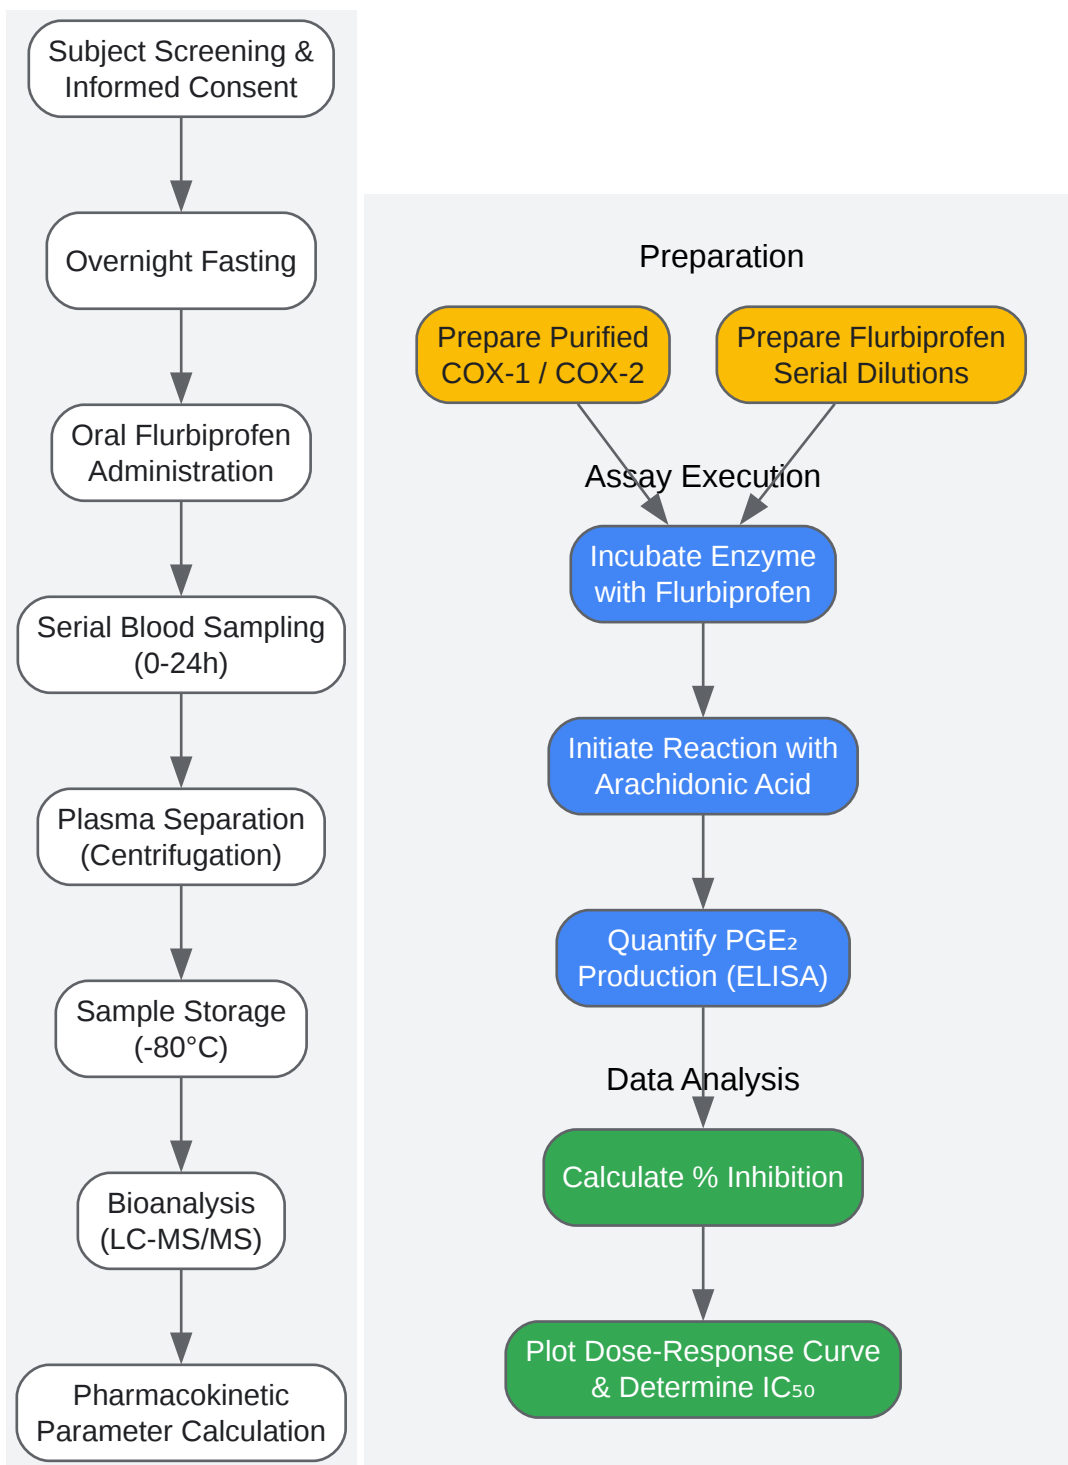 Subject Screening &
Informed Consent
Overnight Fasting
Oral Flurbiprofen
Administration
Serial Blood Sampling
(0-24h)
Plasma Separation
(Centrifugation)
Sample Storage
(-80°C)
Bioanalysis
(LC-MS/MS)
Pharmacokinetic
Parameter Calculation
Preparation
Prepare Purified
COX-1 / COX-2
Prepare Flurbiprofen
Serial Dilutions
Assay Execution
Incubate Enzyme
with Flurbiprofen
Initiate Reaction with
Arachidonic Acid
Quantify PGE₂
Production (ELISA)
Data Analysis
Calculate % Inhibition
Plot Dose-Response Curve
& Determine IC₅₀